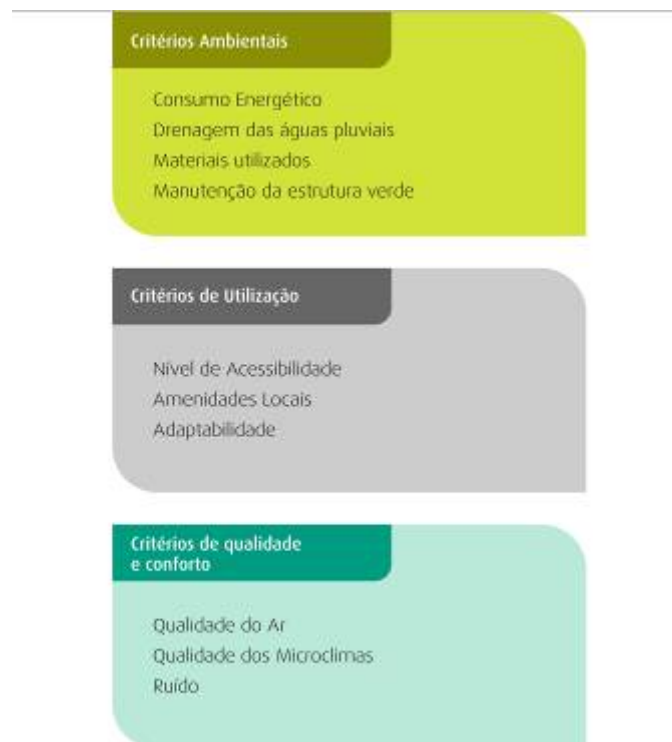 Critérios Ambientais
Consumo Energético
Drenagem das águas pluviais
Materiais utilizados
Manutenção da estrutura verde
Critérios de Utilização
Nível de Acessibilidade
Amenidades Locais
Adaptabilidade
Critérios de qualidade
e conforto
Qualidade do Ar
Qualidade dos Microclimas
Ruído